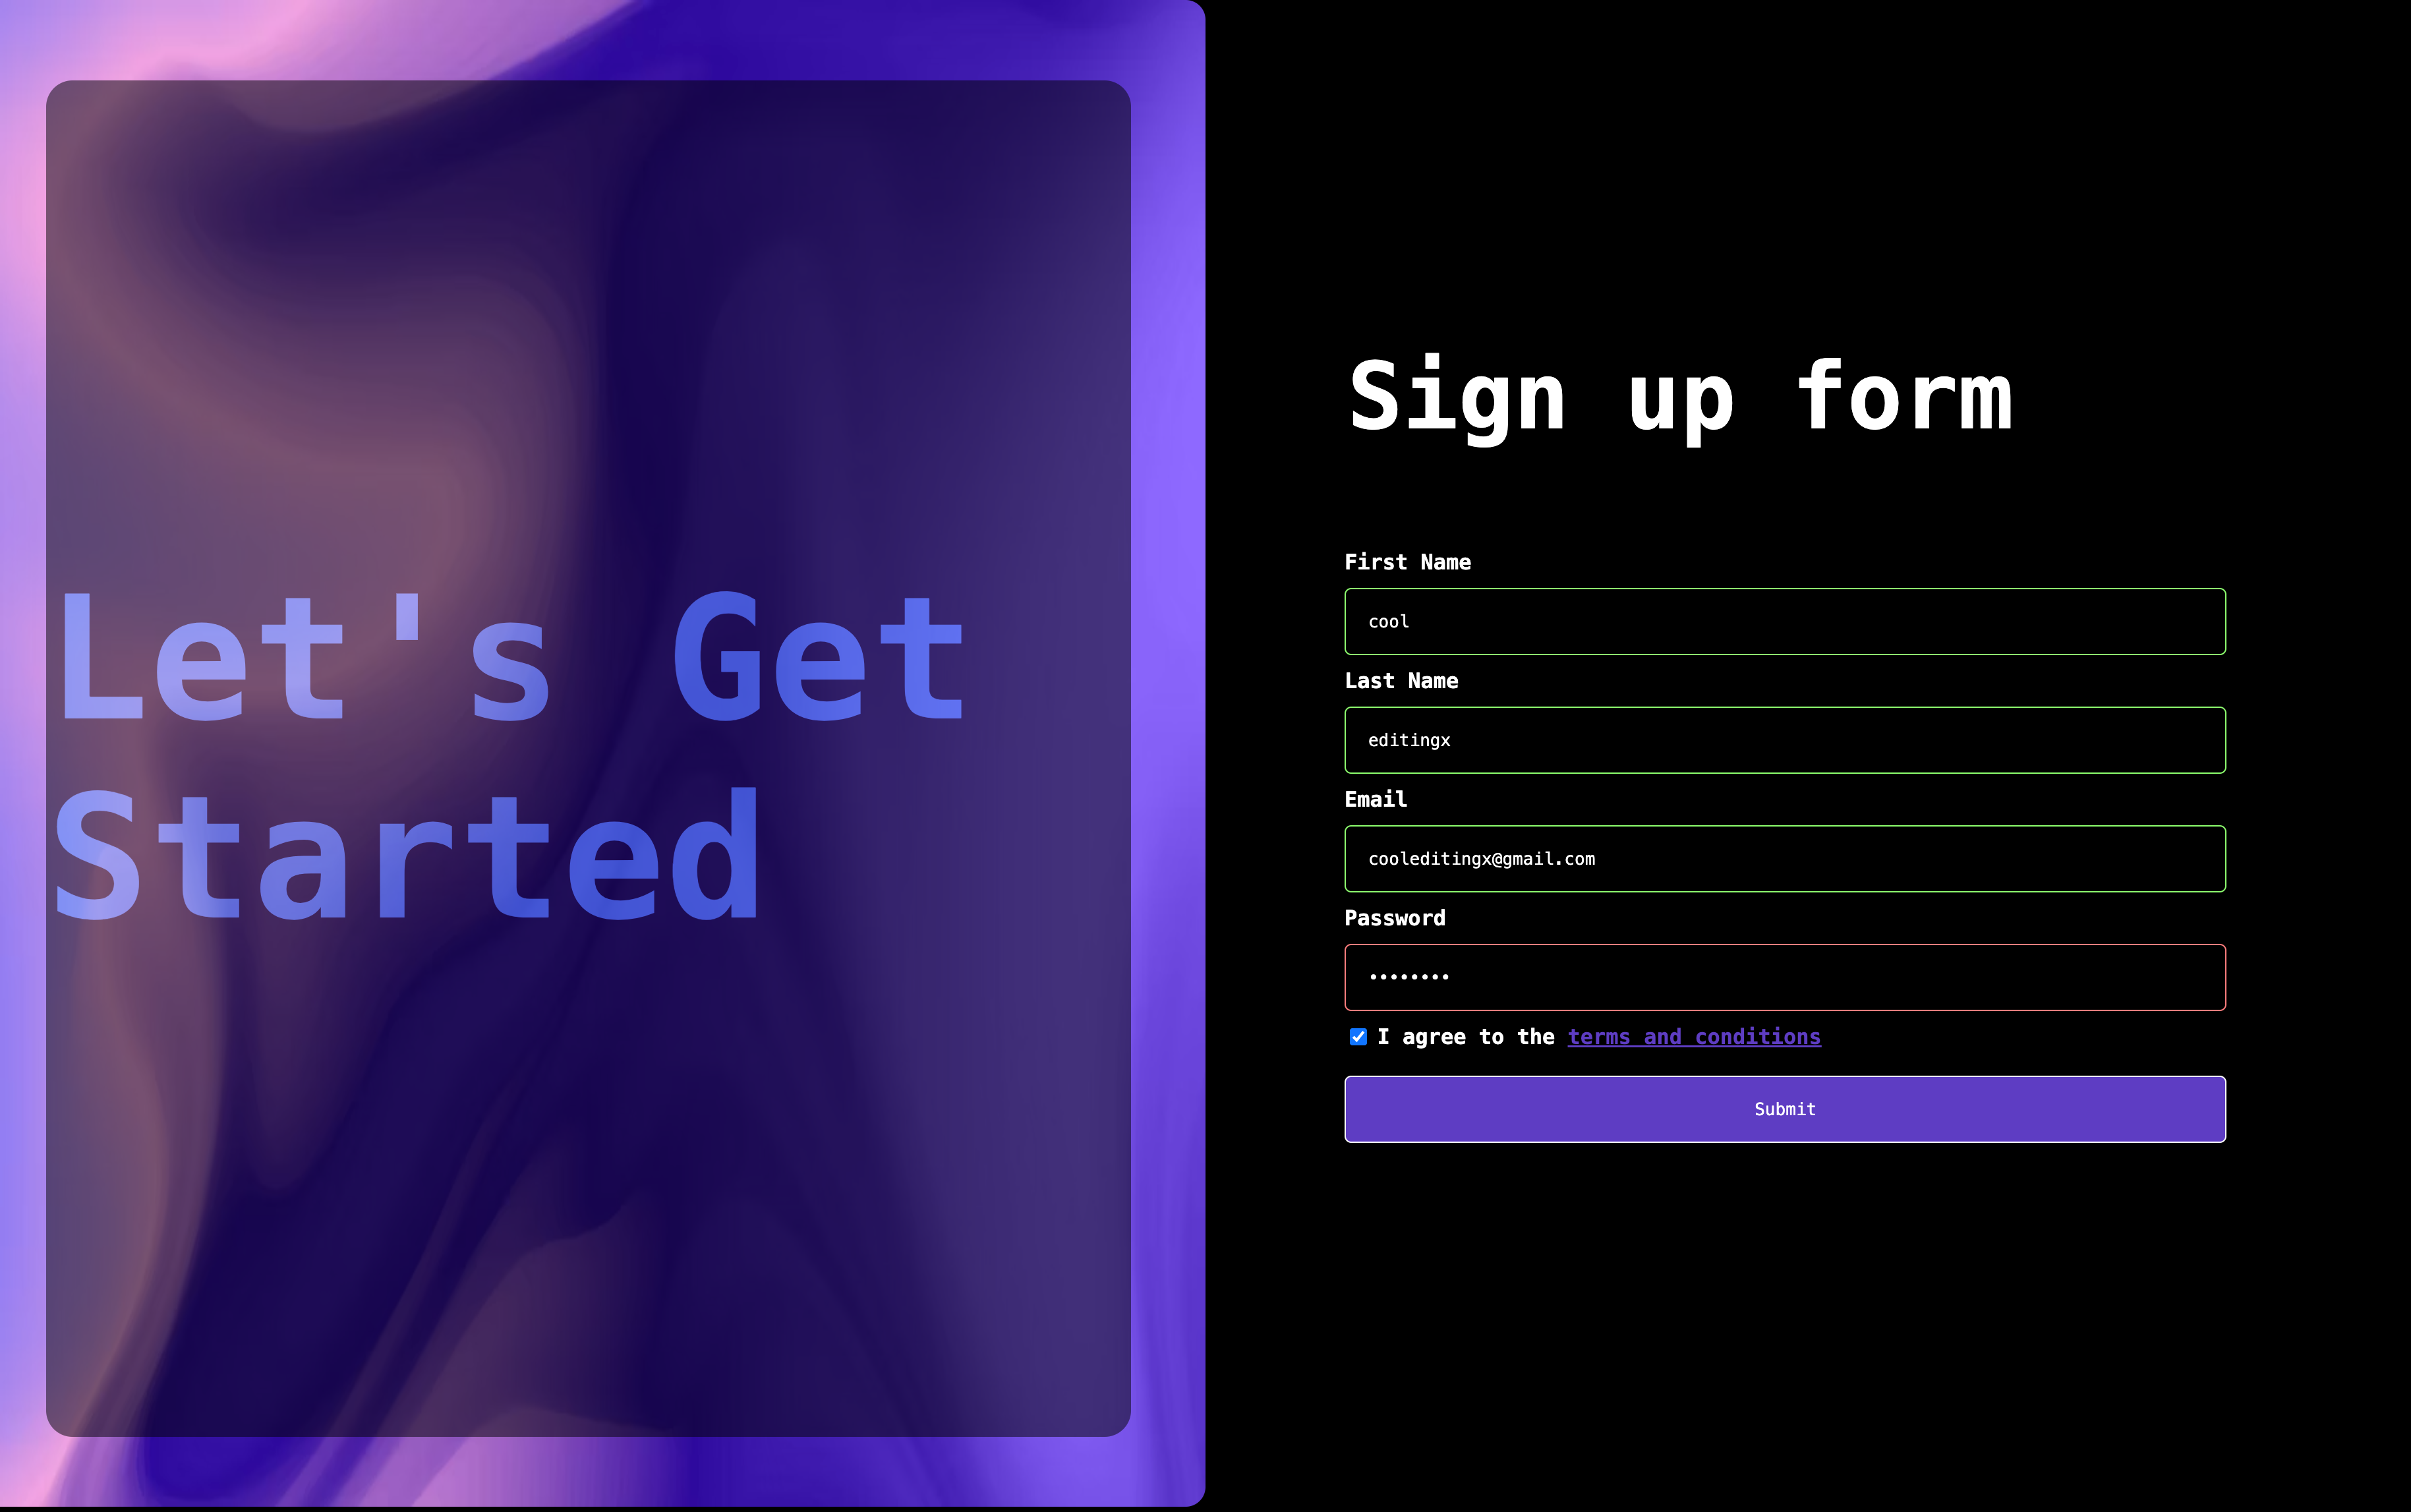 Let's Get
Started
Sign up form
First Name
cool
Last Name
editingx
Email
cooleditingx@gmail.com
Password
••••••••
I agree to the terms and conditions
Submit